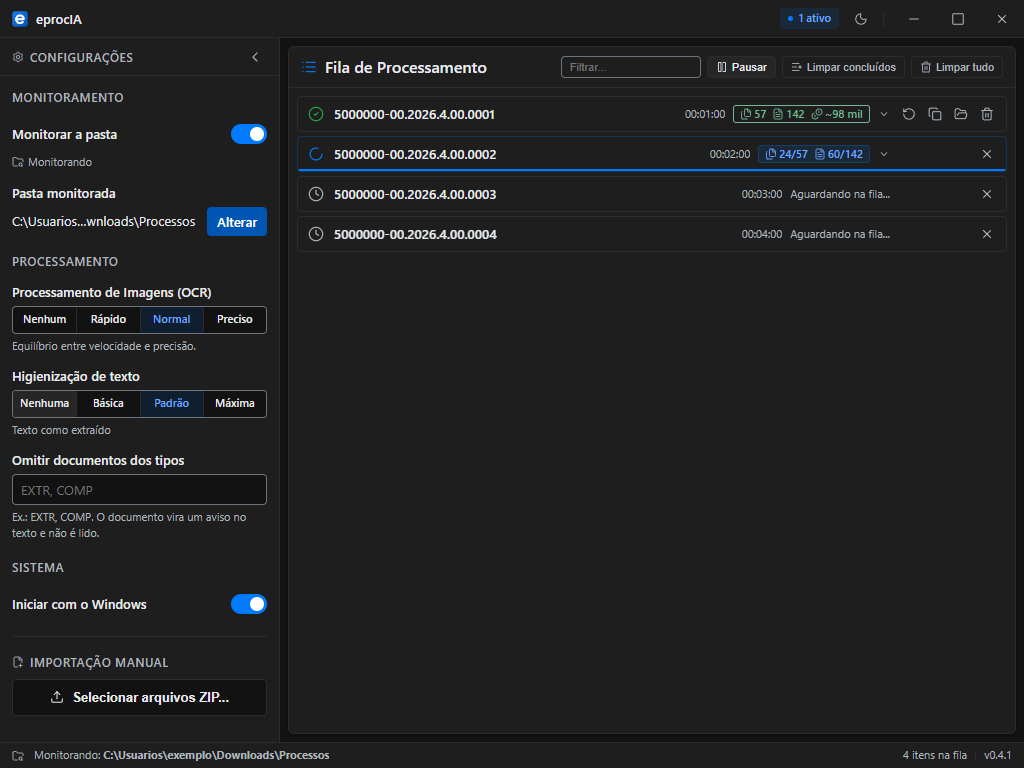 eprocIA
1 ativo
CONFIGURAÇÕES
MONITORAMENTO
Monitorar a pasta
Monitorando
Pasta monitorada
C:\Usuarios...wnloads\Processos
Alterar
PROCESSAMENTO
Processamento de Imagens (OCR)
Nenhum Rápido Normal Preciso
Equilíbrio entre velocidade e precisão.
Higienização de texto
Nenhuma Básica Padrão Máxima
Texto como extraído
Omitir documentos dos tipos
EXTR, COMP
Ex.: EXTR, COMP. O documento vira um aviso no
texto e não é lido.
SISTEMA
Iniciar com o Windows
IMPORTAÇÃO MANUAL
Selecionar arquivos ZIP...
Fila de Processamento
Filtrar...
Pausar
Limpar concluídos
Limpar tudo
5000000-00.2026.4.00.0001 00:01:00 57 142 ~98 mil
5000000-00.2026.4.00.0002 00:02:00 24/57 60/142
5000000-00.2026.4.00.0003 00:03:00 Aguardando na fila...
5000000-00.2026.4.00.0004 00:04:00 Aguardando na fila...
Monitorando: C:\Usuarios\exemplo\Downloads\Processos
4 itens na fila
v0.4.1